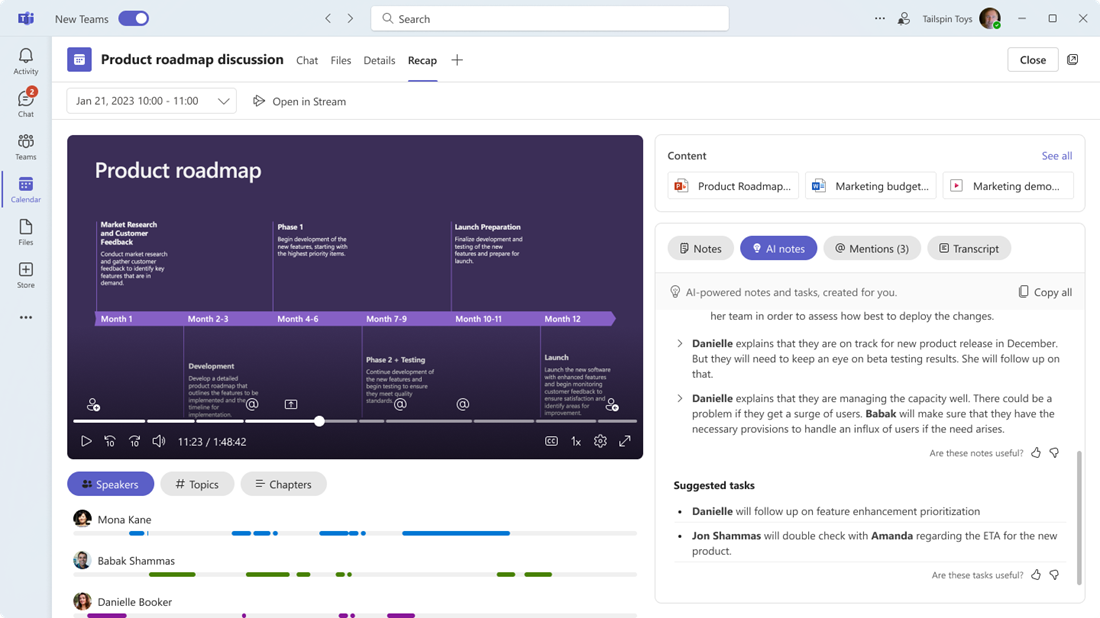 New Teams
Search
Tailspin Toys
Activity
2
Chat
Teams
Calendar
Files
Store
Product roadmap discussion
Chat
Files
Details
Recap
Close
Jan 21, 2023 10:00 - 11:00
Open in Stream
Product roadmap
Market Research
and Customer
Feedback
Conduct market research
and gather customer
feedback to identify key
features that are in
demand.
Phase 1
Begin development of the
new features, starting with
the highest priority items.
Launch Preparation
Finalize development and
testing of the new
features and prepare for
launch.
Month 1
Month 2-3
Month 4-6
Month 7-9
Month 10-11
Month 12
Development
Develop a detailed
product roadmap that
outlines the features to be
implemented and the
timeline for
implementation.
Phase 2 + Testing
Continue development of
the new features and
begin testing to ensure
they meet quality
standards.
Launch
Launch the new software
with enhanced features
and begin monitoring
customer feedback to
ensure satisfaction and
identify areas for
improvement.
10
10
11:23 / 1:48:42
CC
1x
Speakers
# Topics
Chapters
Mona Kane
Babak Shammas
Danielle Booker
Content
See all
Product Roadmap...
Marketing budget...
Marketing demo...
Notes
AI notes
@ Mentions (3)
Transcript
AI-powered notes and tasks, created for you.
Copy all
her team in order to assess how best to deploy the changes.
Danielle explains that they are on track for new product release in December.
But they will need to keep an eye on beta testing results. She will follow up on
that.
Danielle explains that they are managing the capacity well. There could be a
problem if they get a surge of users. Babak will make sure that they have the
necessary provisions to handle an influx of users if the need arises.
Are these notes useful?
Suggested tasks
• Danielle will follow up on feature enhancement prioritization
• Jon Shammas will double check with Amanda regarding the ETA for the new
product.
Are these tasks useful?